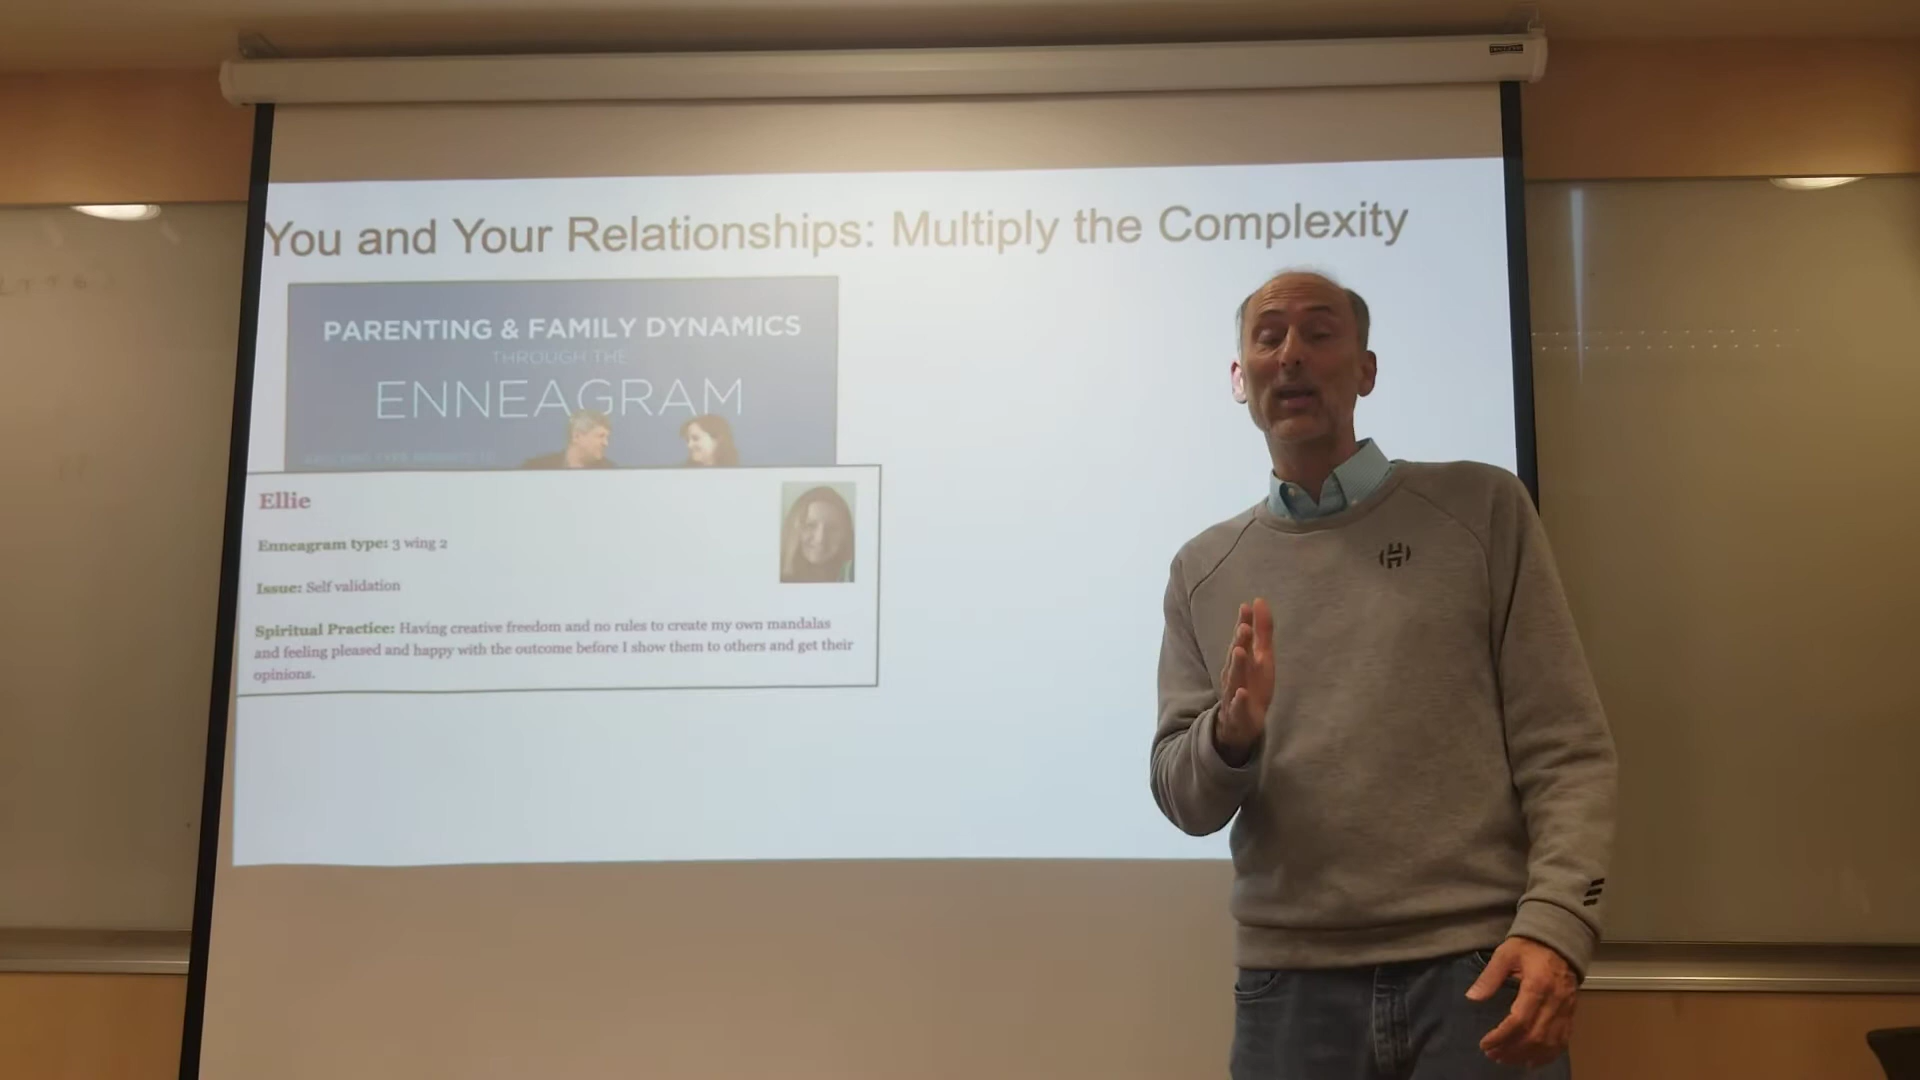 You and Your Relationships: Multiply the Complexity
PARENTING & FAMILY DYNAMICS
THROUGH THE
ENNEAGRAM
Ellie
Enneagram type: 3 wing 2
Issue: Self validation
Spiritual Practice: Having creative freedom and no rules to create my own mandalas
and feeling pleased and happy with the outcome before I show them to others and get their
opinions.